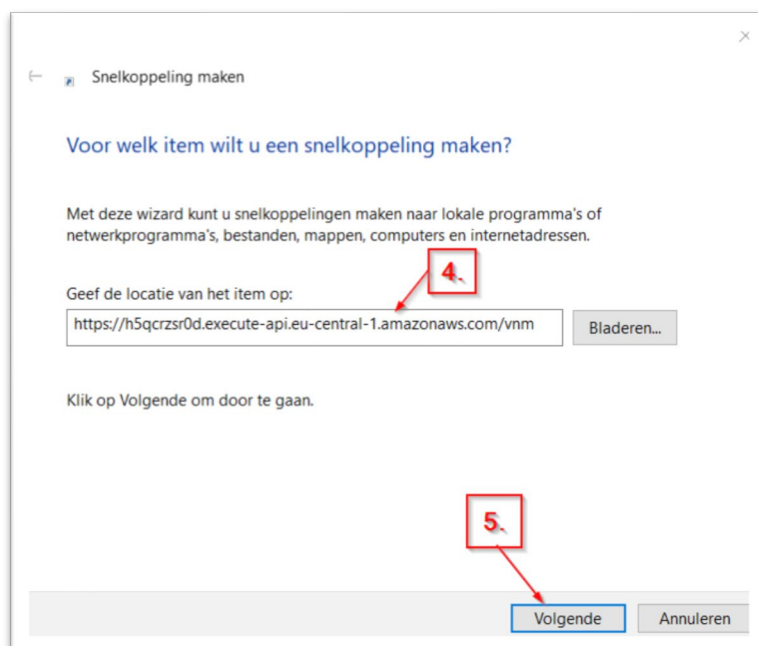 Snelkoppeling maken
Voor welk item wilt u een snelkoppeling maken?
Met deze wizard kunt u snelkoppelingen maken naar lokale programma's of
netwerkprogramma's, bestanden, mappen, computers en internetadressen.
4.
Geef de locatie van het item op:
https://h5qcrzsr0d.execute-api.eu-central-1.amazonaws.com/vnm
Bladeren...
Klik op Volgende om door te gaan.
5.
Volgende
Annuleren